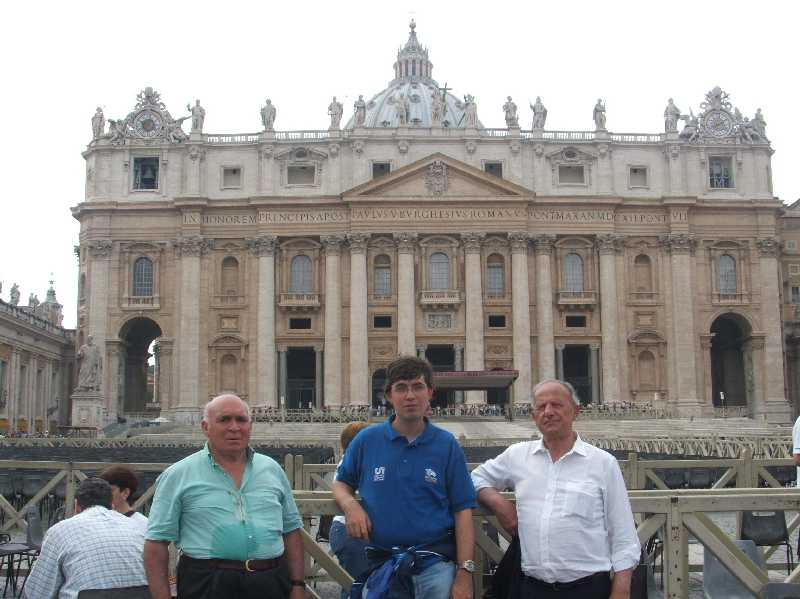 IN HONOREM PRINCIPIS APOST PAVLVS V BVRGHESIVS ROMANVS PONT MAX AN MDCXII PONT VII